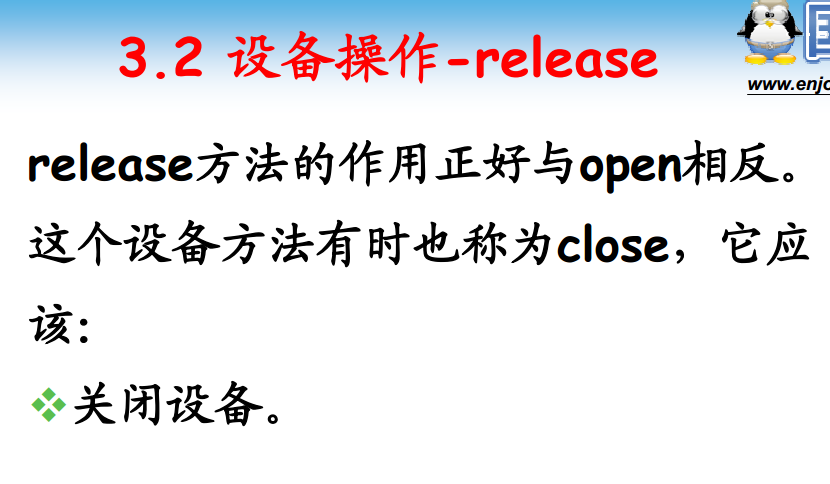 3.2 设备操作-release
www.enjo
release方法的作用正好与open相反。
这个设备方法有时也称为close，它应
该：
❖关闭设备。